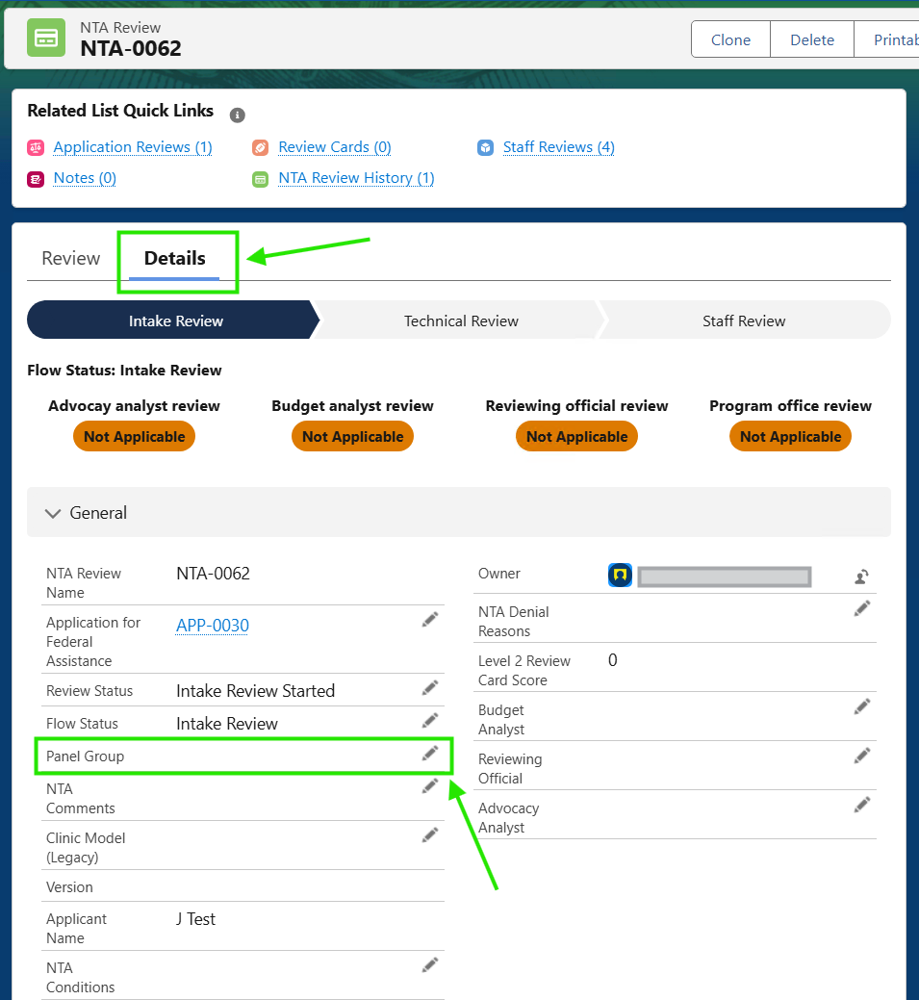 NTA Review
NTA-0062
Clone
Delete
Printab
Related List Quick Links
Application Reviews (1)
Review Cards (0)
Staff Reviews (4)
Notes (0)
NTA Review History (1)
Review
Details
Intake Review
Technical Review
Staff Review
Flow Status: Intake Review
Advocay analyst review
Budget analyst review
Reviewing official review
Program office review
Not Applicable
Not Applicable
Not Applicable
Not Applicable
General
NTA Review
Name
NTA-0062
Application for
Federal
Assistance
APP-0030
Review Status
Intake Review Started
Flow Status
Intake Review
Panel Group
NTA
Comments
Clinic Model
(Legacy)
Version
Applicant
Name
J Test
NTA
Conditions
Owner
NTA Denial
Reasons
Level 2 Review
Card Score
0
Budget
Analyst
Reviewing
Official
Advocacy
Analyst